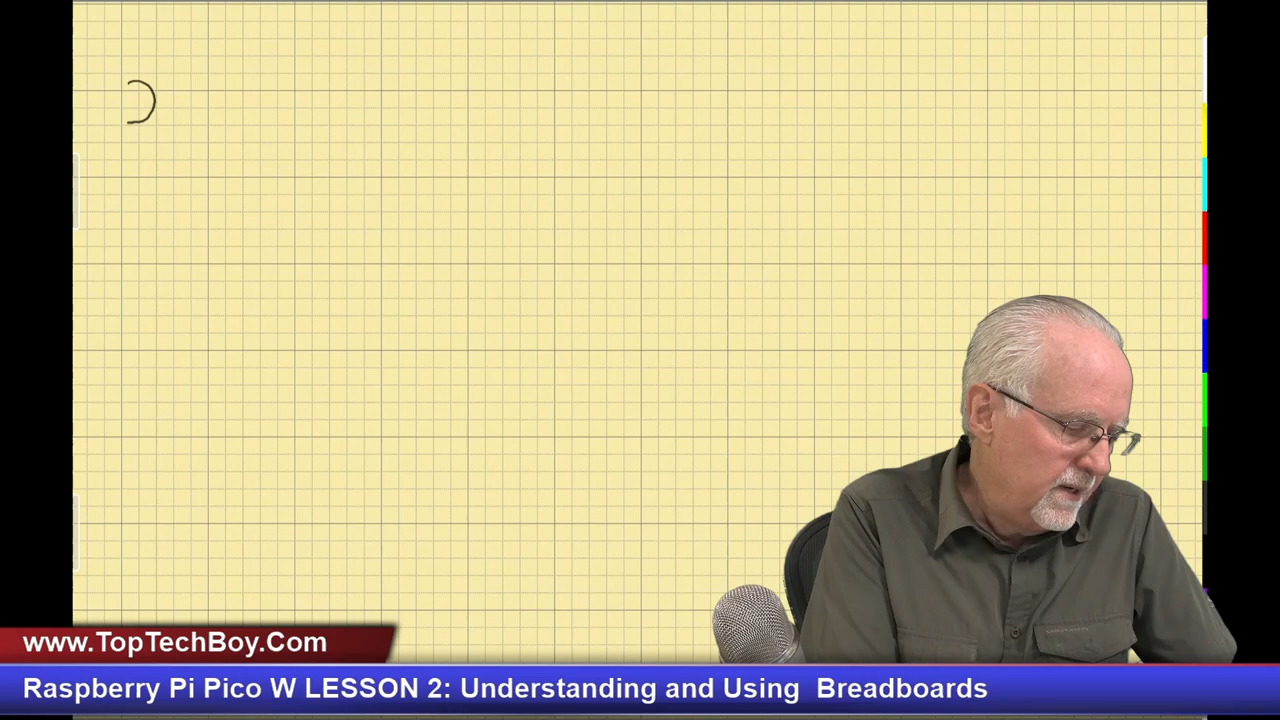 www.TopTechBoy.Com
Raspberry Pi Pico W LESSON 2: Understanding and Using  Breadboards